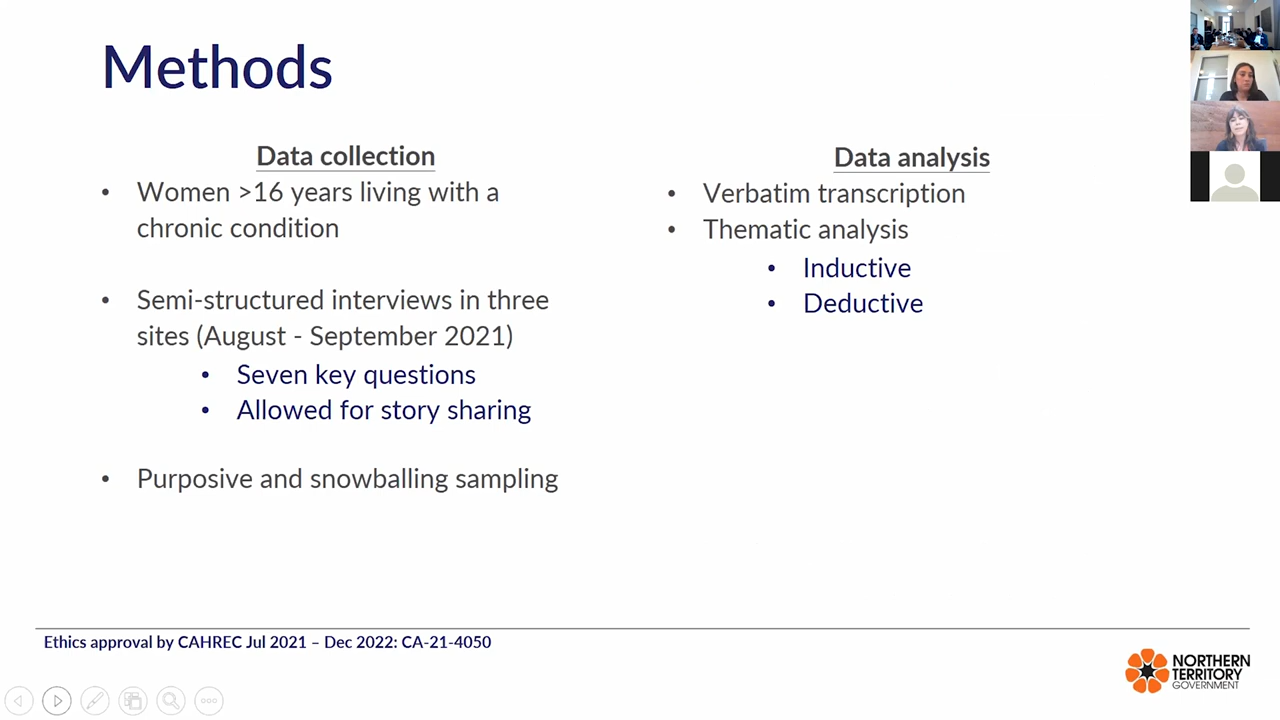 Methods
Data collection
• Women >16 years living with a
chronic condition
• Semi-structured interviews in three
sites (August - September 2021)
• Seven key questions
• Allowed for story sharing
• Purposive and snowballing sampling
Data analysis
• Verbatim transcription
• Thematic analysis
• Inductive
• Deductive
Ethics approval by CAHREC Jul 2021 – Dec 2022: CA-21-4050
NORTHERN
TERRITORY
GOVERNMENT